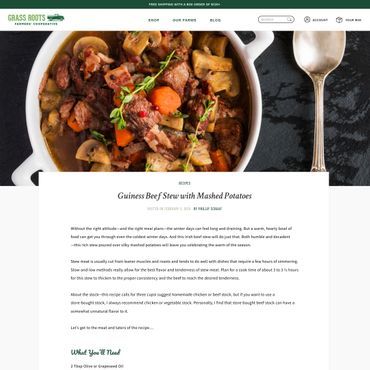 FREE SHIPPING WITH A BOX ORDER OF $150+
GRASS ROOTS
FARMERS' COOPERATIVE
SHOP
OUR FARMS
BLOG
ACCOUNT
YOUR BOX
RECIPES
Guiness Beef Stew with Mashed Potatoes
BY PHILLIP SCHAAF
Without the right attitude—and the right meal plans—the winter days can feel long and draining. But a warm, hearty bowl of
food can get you through even the coldest winter days. And this Irish beef stew will do just that. Both humble and decadent
—this rich stew poured over silky mashed potatoes will leave you celebrating the warm of the season.
Stew meat is usually cut from leaner muscles and roasts and tends to do well with dishes that require a few hours of simmering.
Slow and low methods really allow for the best flavor and tenderness of stew meat. Plan for a cook time of about 3 to 3 ½ hours
for this stew to thicken to the proper consistency, and the beef to reach the desired tenderness.
About the stock—this recipe calls for three cups suggest homemade chicken or beef stock, but if you want to use a
store bought stock, I always recommend chicken or vegetable stock. Personally, I find that store bought beef stock can have a
somewhat unnatural flavor to it.
Let's get to the meat and taters of the recipe…
What You'll Need
2 Tbsp Olive or Grapeseed Oil